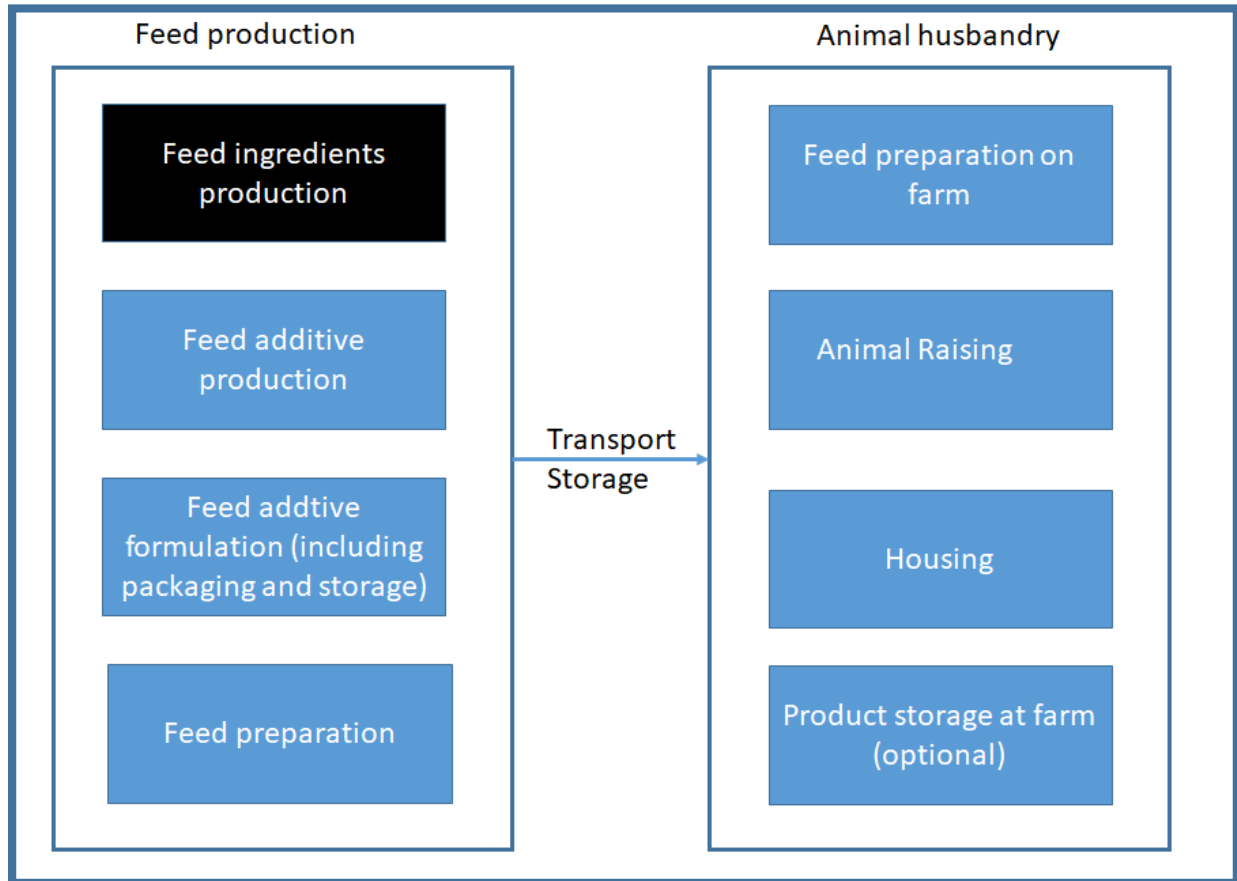 Feed production
Feed ingredients
production
Feed additive
production
Feed addtive
formulation (including
packaging and storage)
Feed preparation
Transport
Storage
Animal husbandry
Feed preparation on
farm
Animal Raising
Housing
Product storage at farm
(optional)